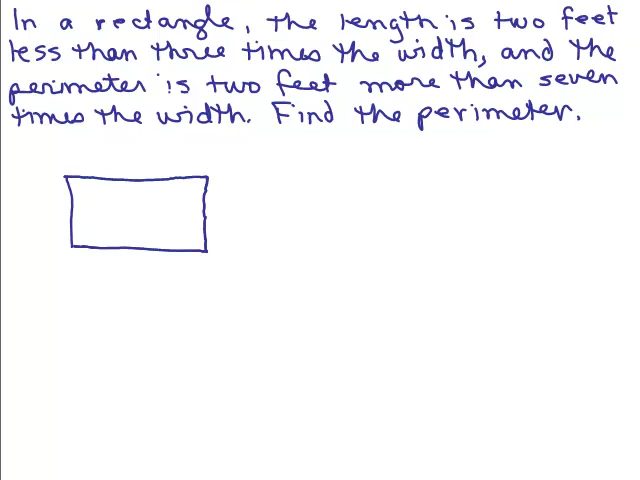 In a rectangle, the length is two feet
less than three times the width, and the
perimeter is two feet more than seven
times the width. Find the perimeter.